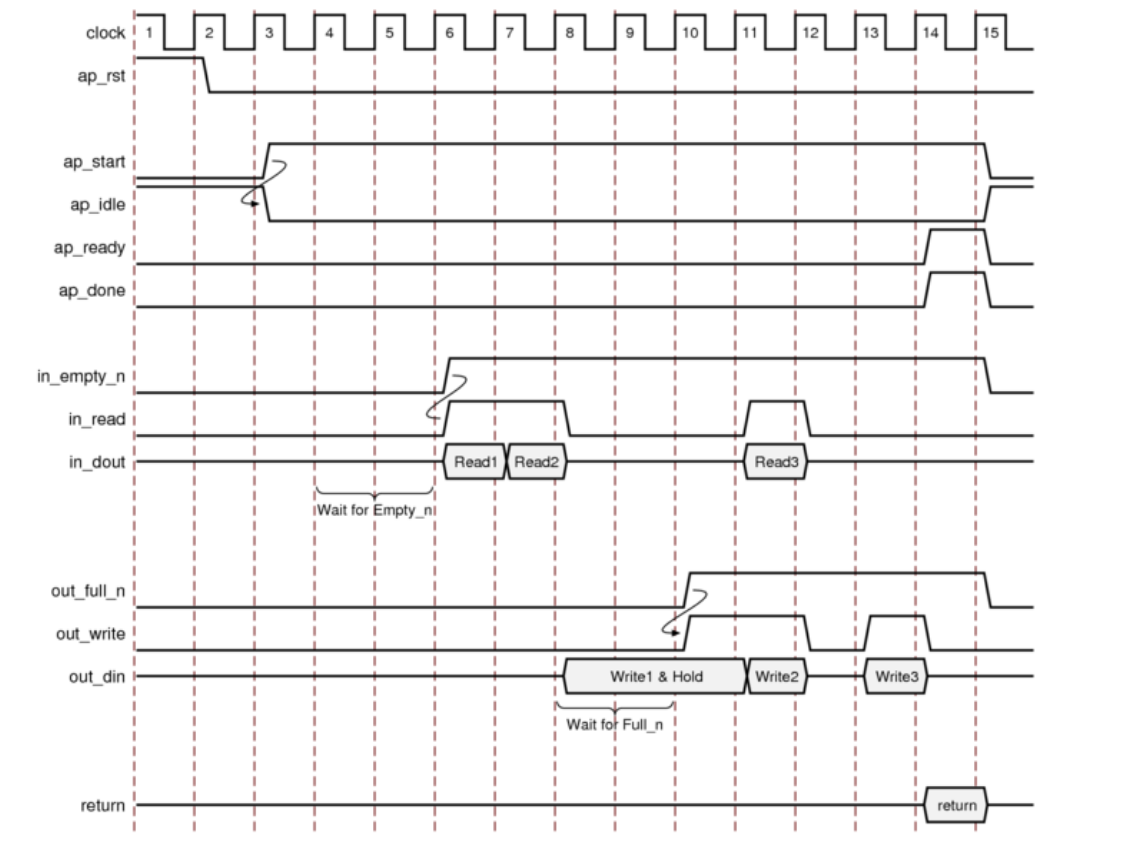 clock 1 2 3 4 5 6 7 8 9 10 11 12 13 14 15
ap_rst
ap_start
ap_idle
ap_ready
ap_done
in_empty_n
in_read
in_dout Read1 Read2 Read3
Wait for Empty_n
out_full_n
out_write
out_din Write1 & Hold Write2 Write3
Wait for Full_n
return return